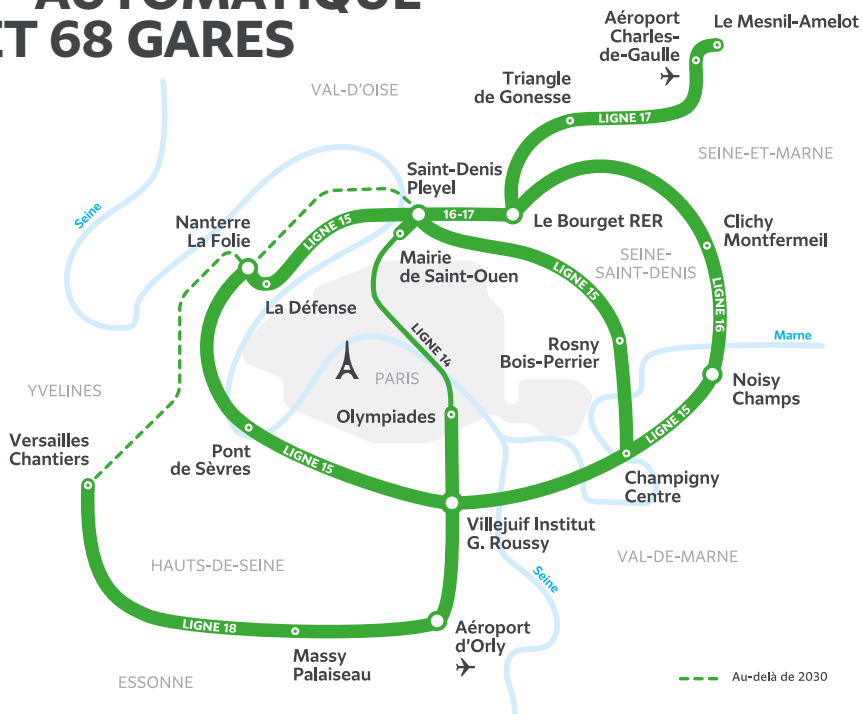 AUTOMATIQUE
ET 68 GARES
Aéroport
Charles-
de-Gaulle
Le Mesnil-Amelot
VAL-D'OISE
Triangle
de Gonesse
LIGNE 17
SEINE-ET-MARNE
Saint-Denis
Pleyel
Seine
Nanterre
La Folie
LIGNE 15
16-17
Le Bourget RER
Clichy
Montfermeil
Mairie
de Saint-Ouen
SEINE-
SAINT-DENIS
LIGNE 15
La Défense
LIGNE 16
LIGNE 14
Rosny
Bois-Perrier
Marne
PARIS
YVELINES
Noisy
Champs
Olympiades
LIGNE 15
Versailles
Chantiers
Pont
de Sèvres
LIGNE 15
Champigny
Centre
Villejuif Institut
G. Roussy
HAUTS-DE-SEINE
VAL-DE-MARNE
Seine
LIGNE 18
Aéroport
d'Orly
Massy
Palaiseau
ESSONNE
Au-delà de 2030